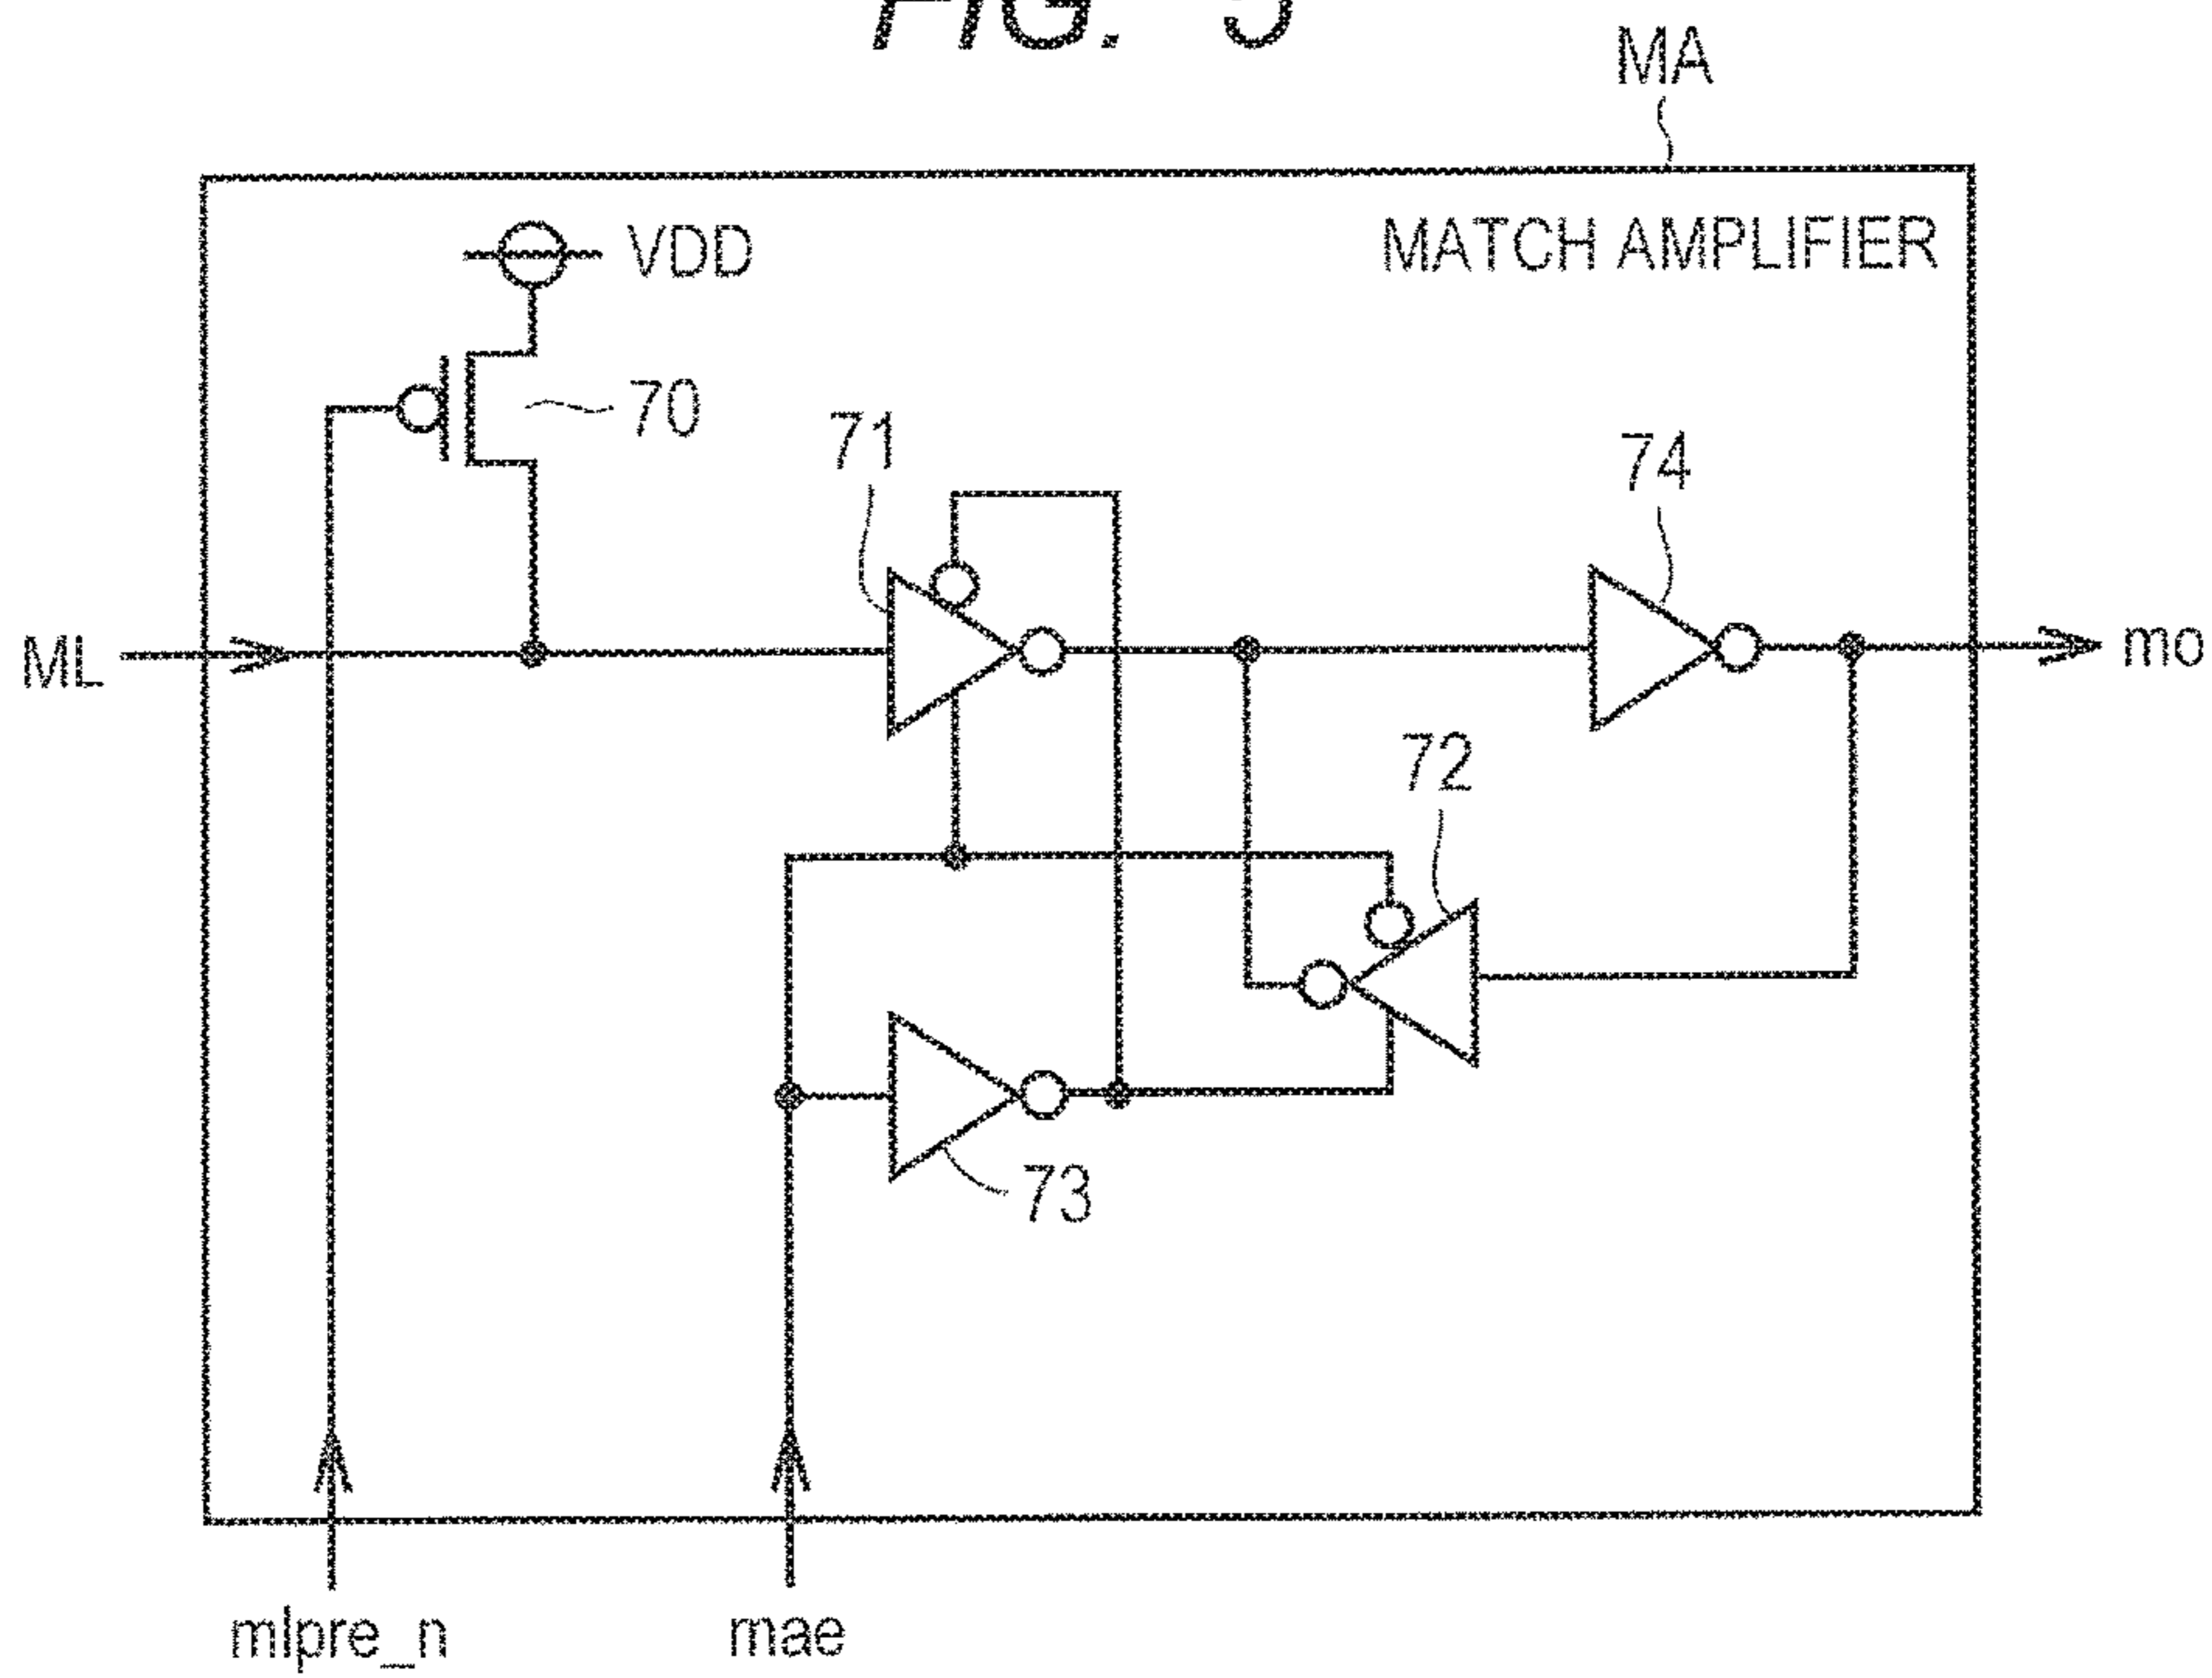 FIG. 5
MA
VDD
MATCH AMPLIFIER
70
71
74
ML
mo
72
73
mlpre_n
mae